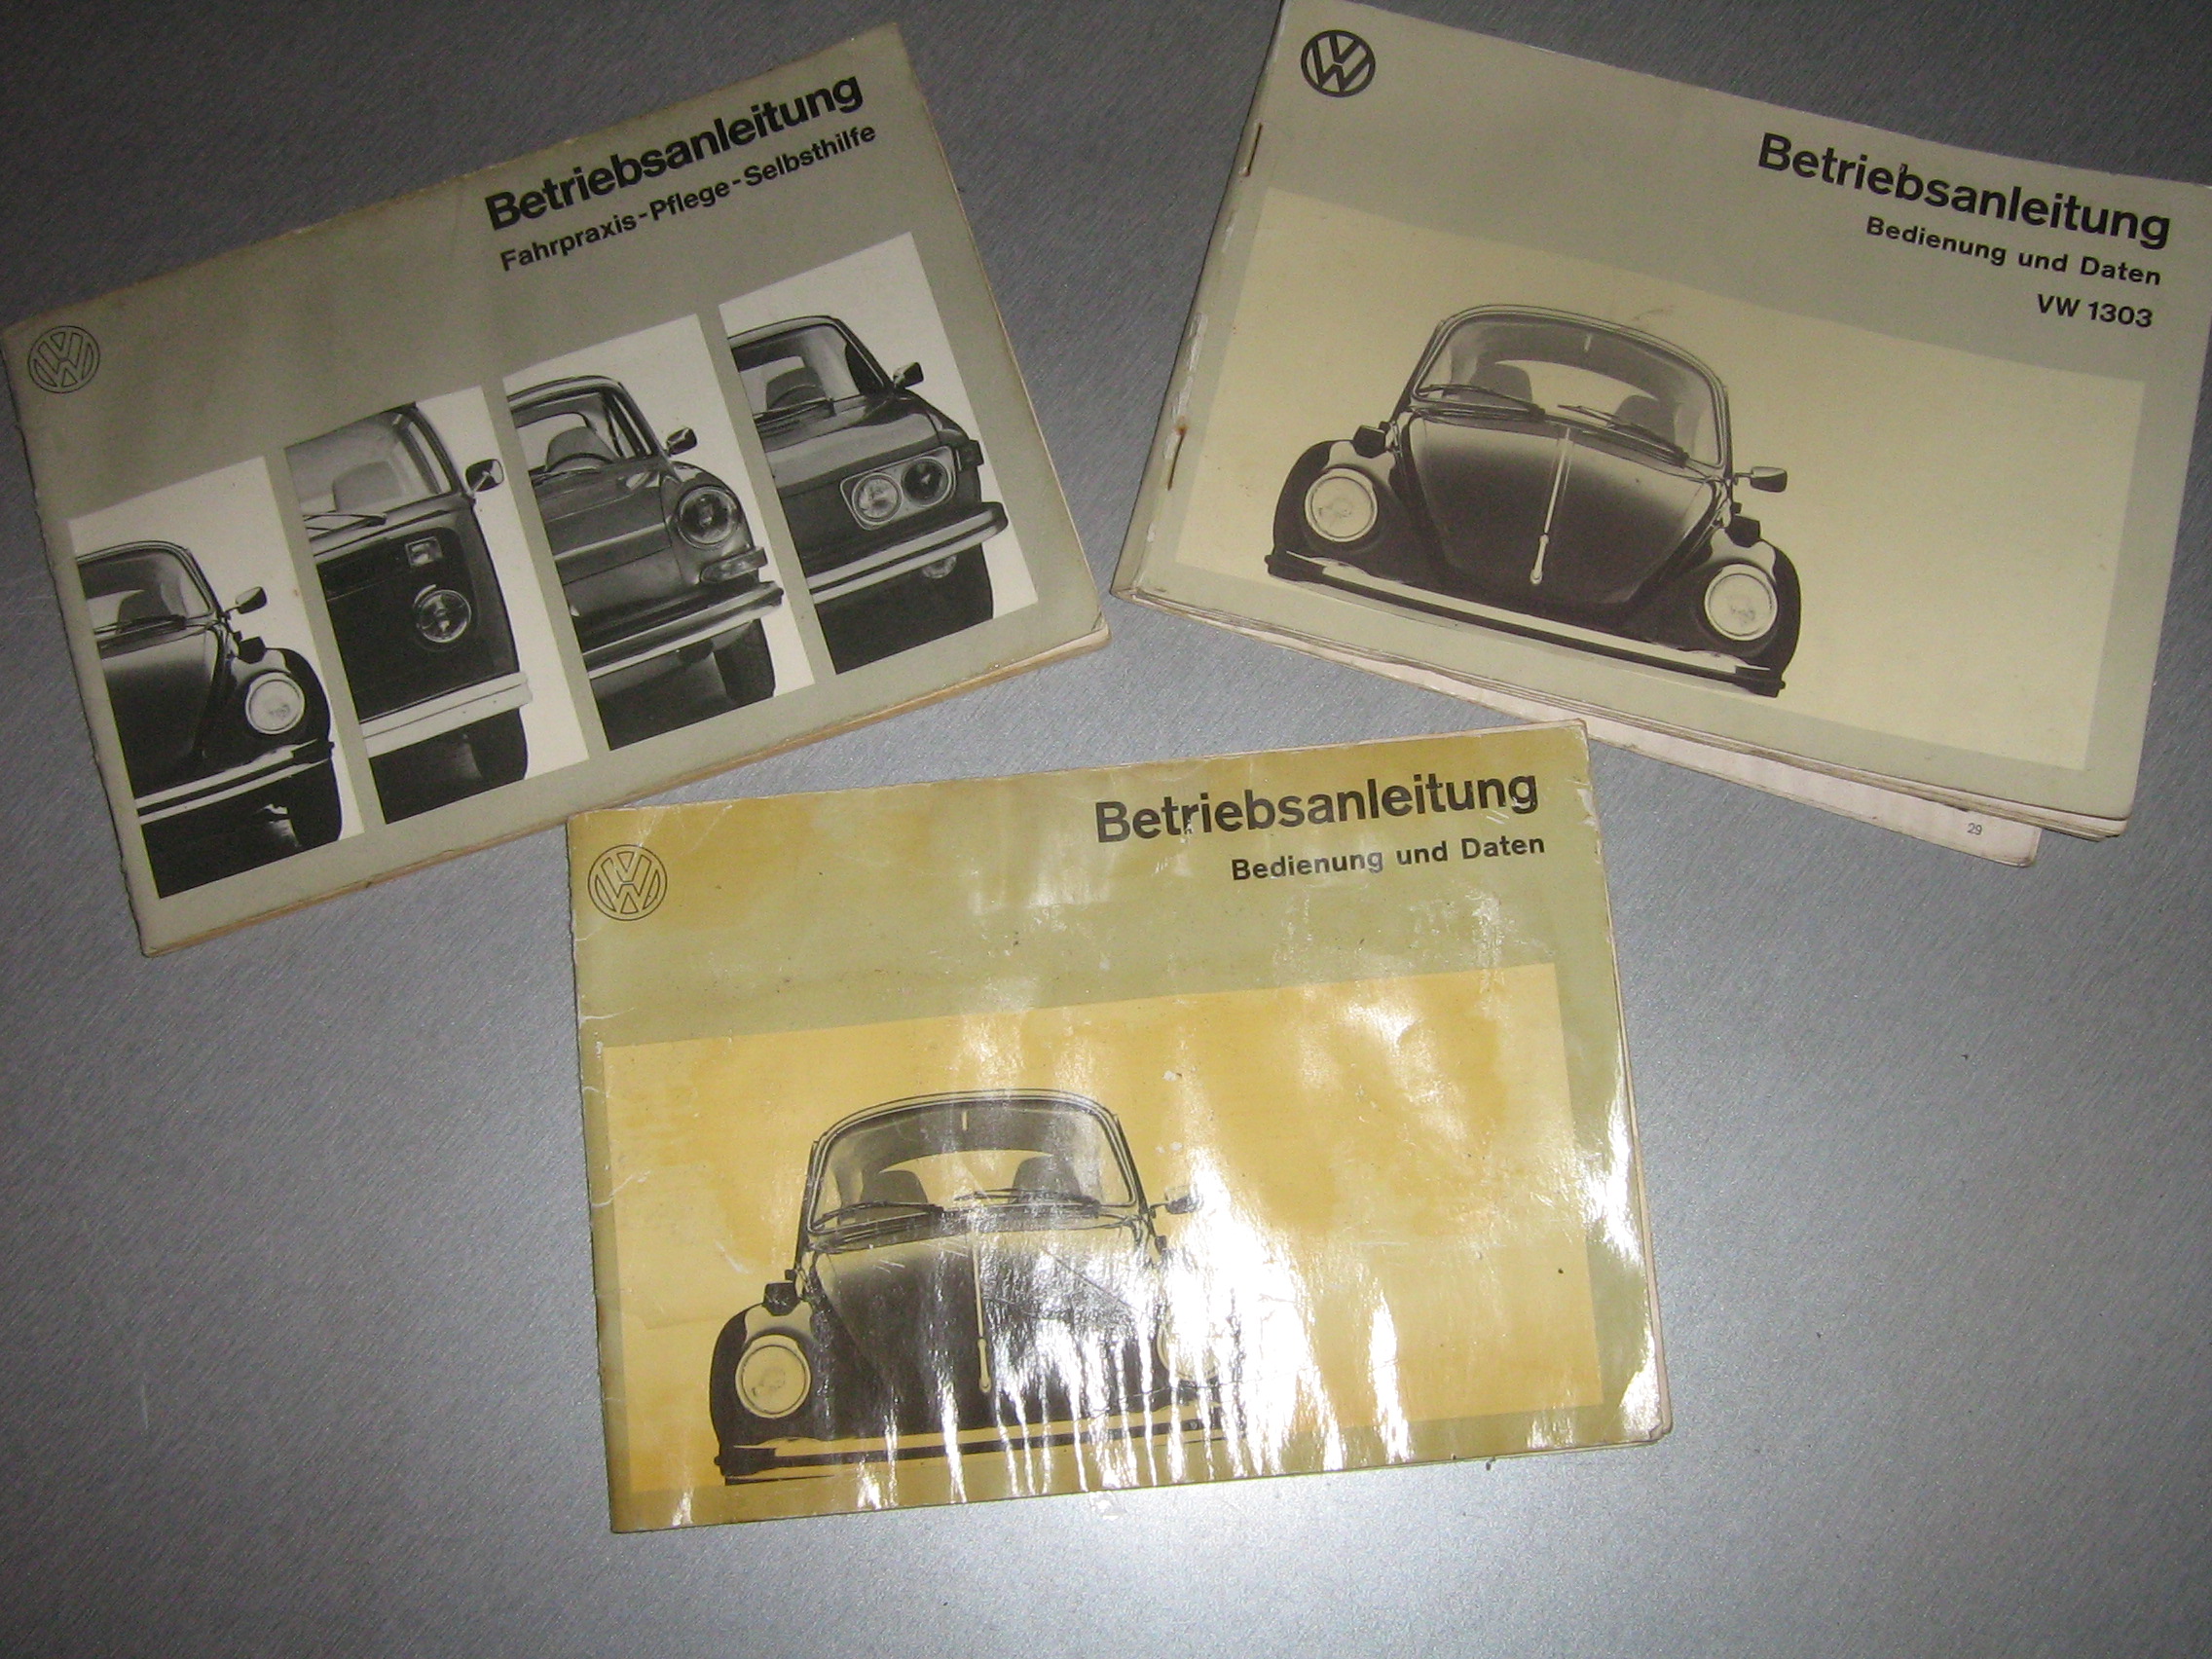 Betriebsanleitung
Fahrpraxis-Pflege-Selbsthilfe
Betriebsanleitung
Bedienung und Daten
VW 1303
29
Betriebsanleitung
Bedienung und Daten